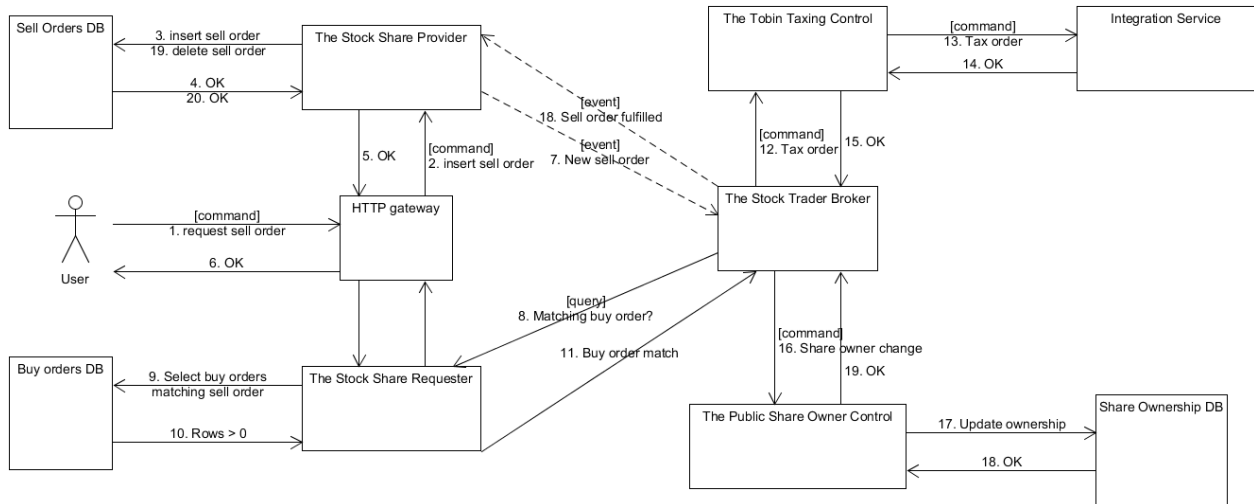 Sell Orders DB
3. insert sell order
19. delete sell order
4. OK
20. OK
The Stock Share Provider
5. OK
[command]
2. insert sell order
[event]
18. Sell order fulfilled
[event]
7. New sell order
The Tobin Taxing Control
[command]
13. Tax order
14. OK
Integration Service
[command]
12. Tax order
15. OK
User
[command]
1. request sell order
6. OK
HTTP gateway
The Stock Trader Broker
[query]
8. Matching buy order?
11. Buy order match
[command]
16. Share owner change
19. OK
Buy orders DB
9. Select buy orders
matching sell order
10. Rows > 0
The Stock Share Requester
The Public Share Owner Control
17. Update ownership
18. OK
Share Ownership DB